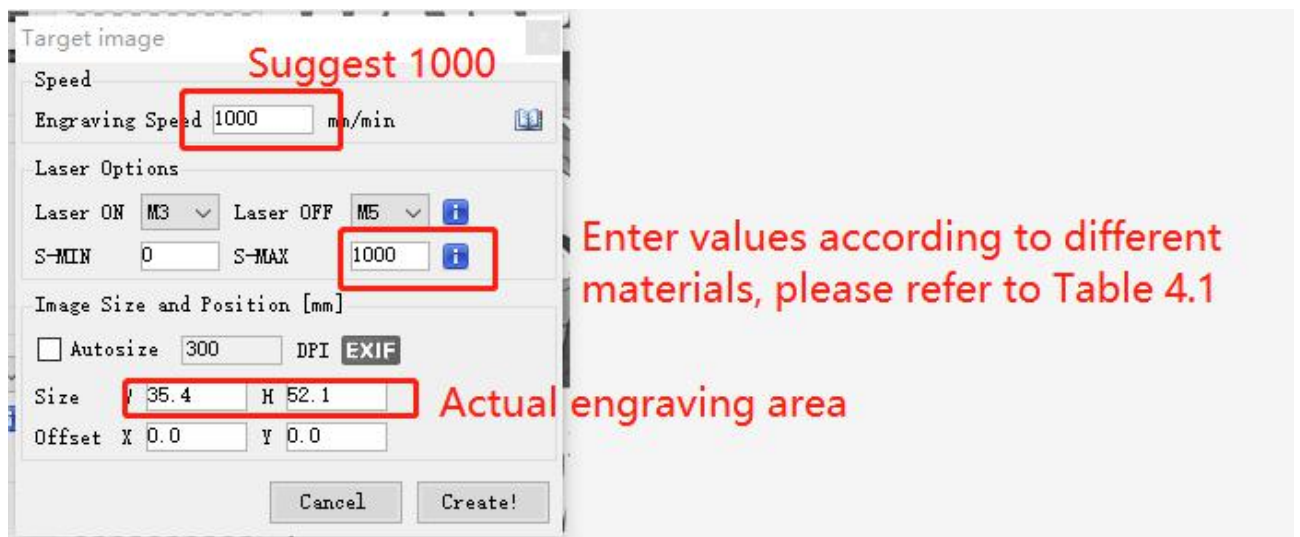 Target image
Suggest 1000
Speed
Engraving Speed 1000 mm/min
Laser Options
Laser ON M3 Laser OFF M5
S-MIN 0 S-MAX 1000
Enter values according to different
materials, please refer to Table 4.1
Image Size and Position [mm]
Autosize 300 DPI EXIF
Size 35.4 H 52.1
Actual engraving area
Offset X 0.0 Y 0.0
Cancel Create!